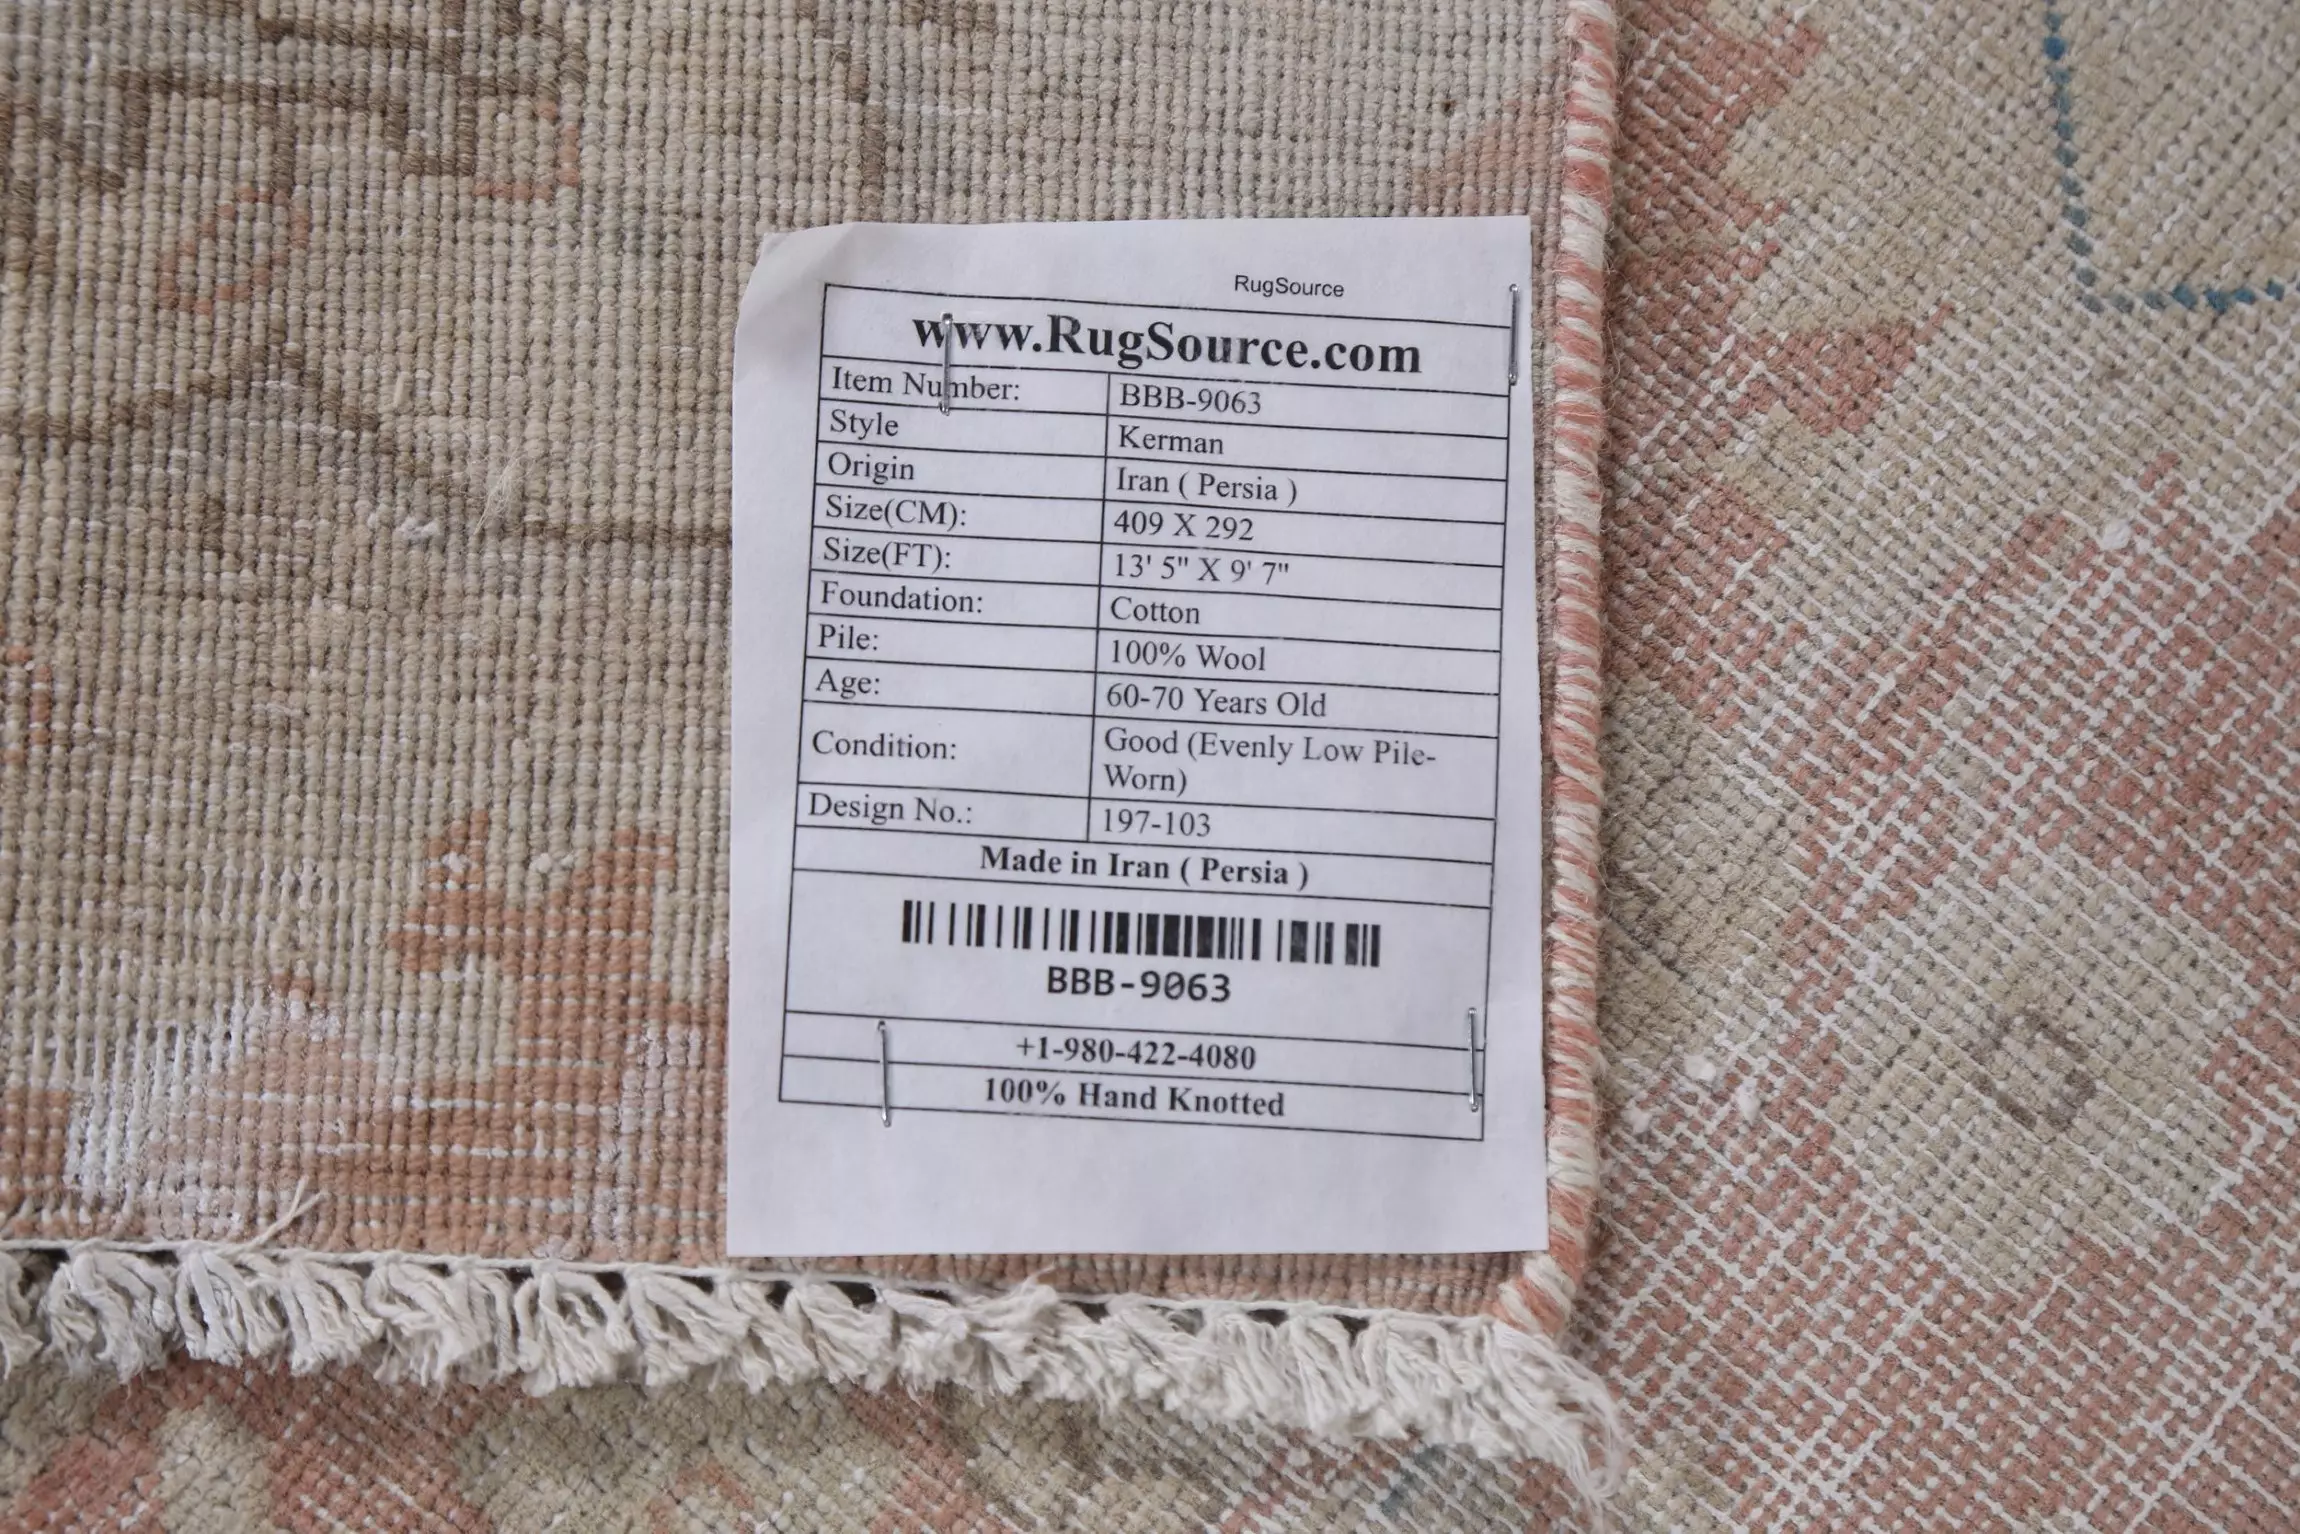 RugSource
www.RugSource.com
Item Number: BBB-9063
Style Kerman
Origin Iran ( Persia )
Size(CM): 409 X 292
Size(FT): 13' 5" X 9' 7"
Foundation: Cotton
Pile: 100% Wool
Age: 60-70 Years Old
Condition: Good (Evenly Low Pile-
Worn)
Design No.: 197-103
Made in Iran ( Persia )
BBB-9063
+1-980-422-4080
100% Hand Knotted